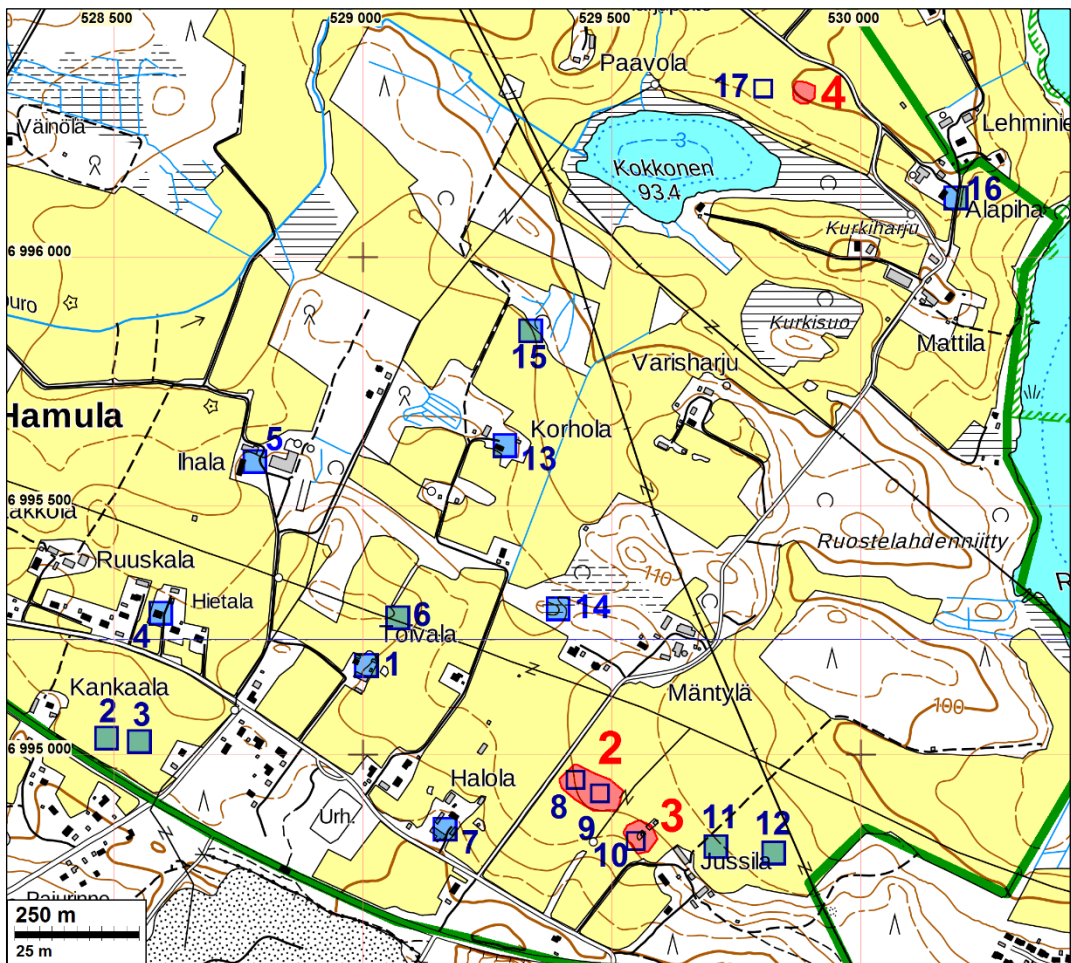 528 500
529 000
529 500
530 000
Paavola
17
4
Lehminie
Väinölä
3
Kokkonen
93.4
16
Alapiha
Kurkiharju
6 996 000
Kurkisuo
Mattila
15
Varisharju
Hamula
Korhola
5
Ihala
13
6 995 500
Ruostelahdenniitty
110
Ruuskala
Hietala
4
6
Toivala
14
1
Mäntylä
Kankaala
2
3
100
6 995 000
2
Halola
8
Urh.
7
9
3
10
11
12
Jussila
250 m
25 m